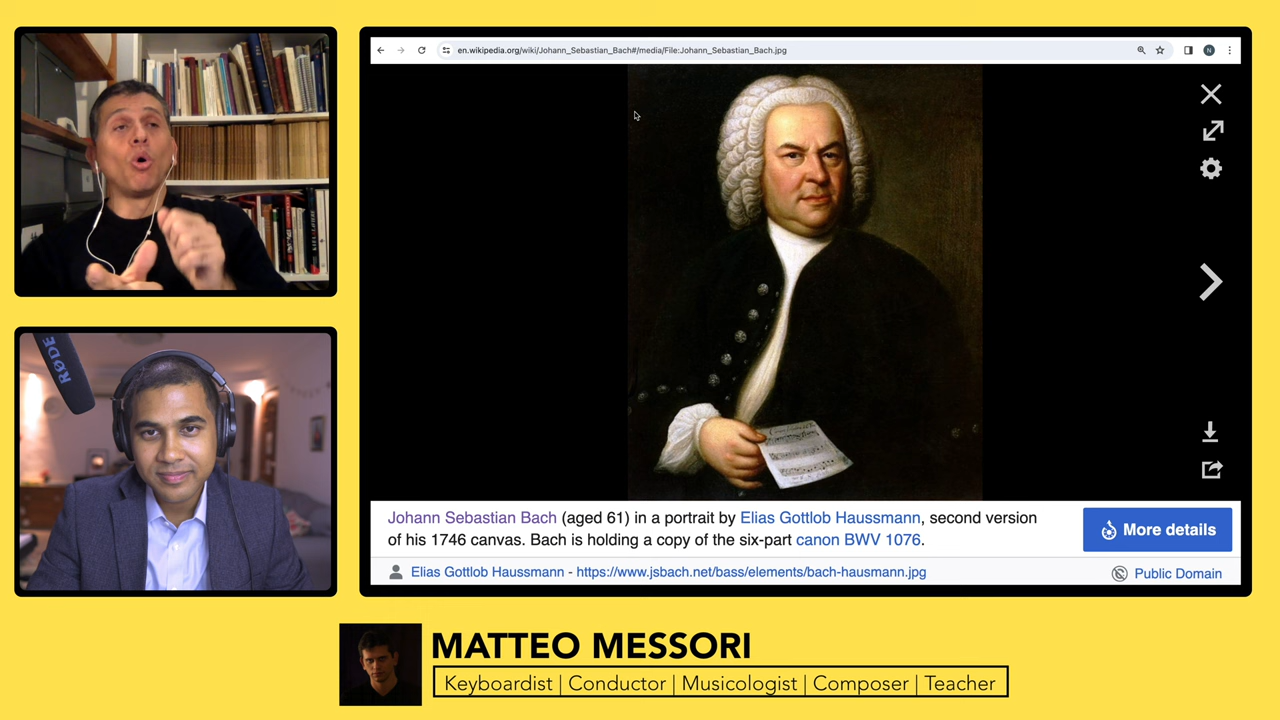 en.wikipedia.org/wiki/Johann_Sebastian_Bach#/media/File:Johann_Sebastian_Bach.jpg
N
RØDE
Johann Sebastian Bach (aged 61) in a portrait by Elias Gottlob Haussmann, second version
of his 1746 canvas. Bach is holding a copy of the six-part canon BWV 1076.
More details
Elias Gottlob Haussmann - https://www.jsbach.net/bass/elements/bach-hausmann.jpg
Public Domain
MATTEO MESSORI
Keyboardist | Conductor | Musicologist | Composer | Teacher